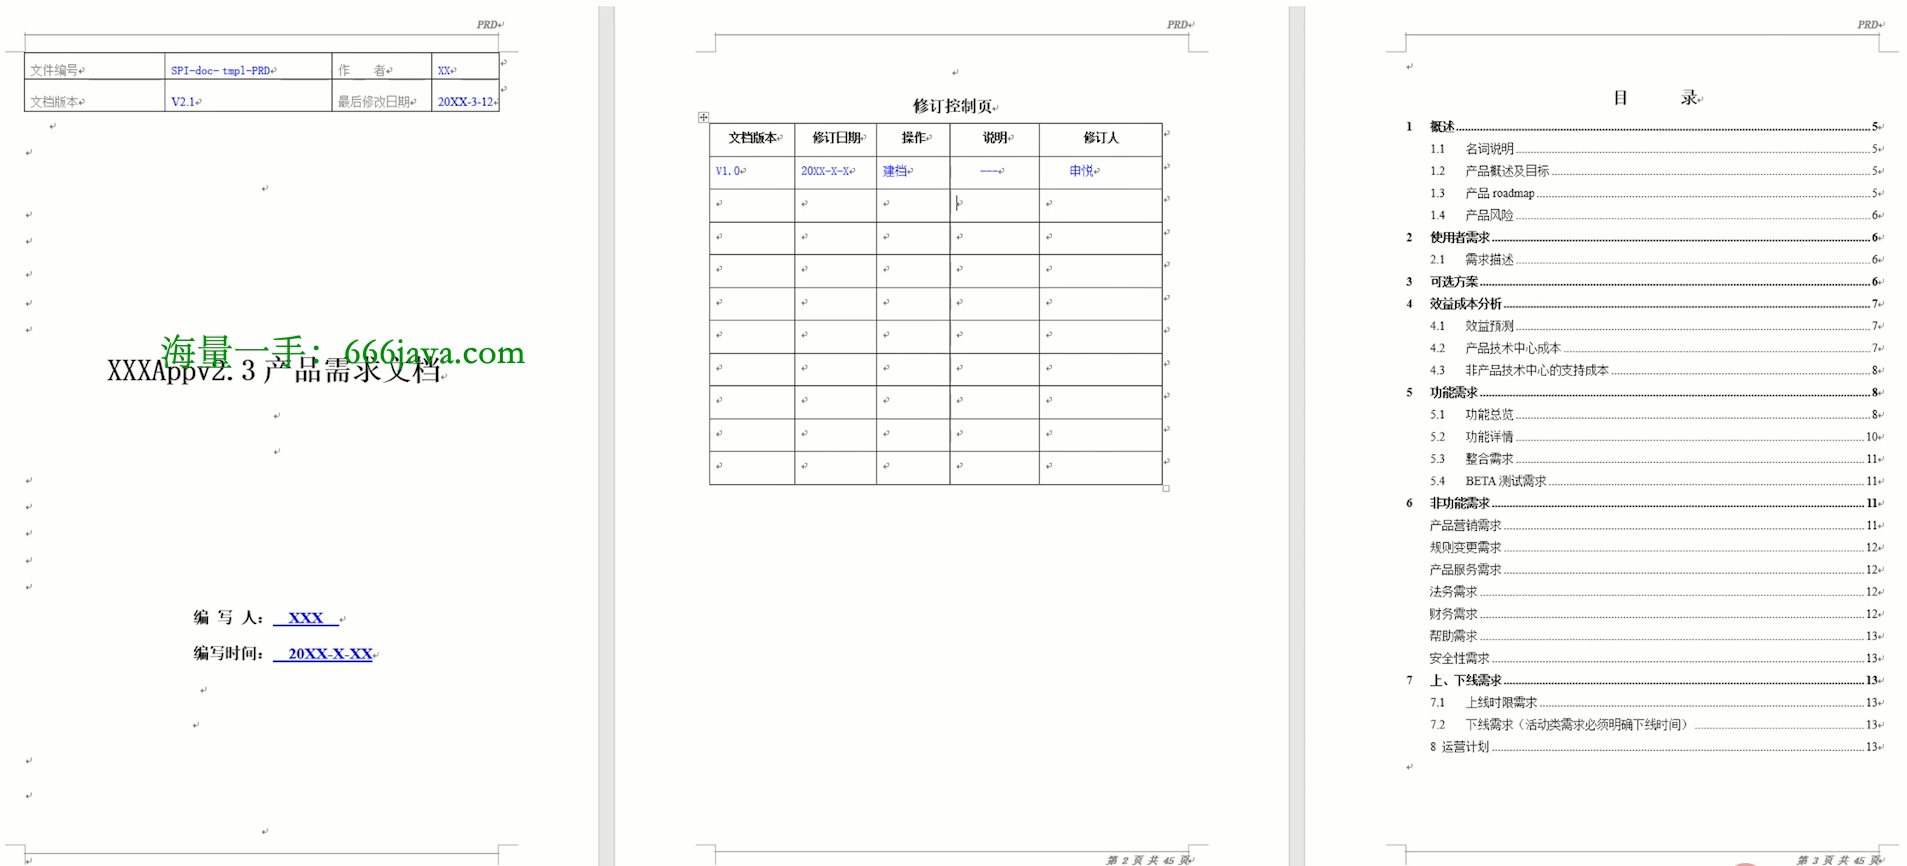 PRD
文件编号 SPI-doc-tmpl-PRD 作 者 XX
文档版本 V2.1 最后修改日期 20XX-3-12
海量一手：666java.com
XXXAppv2.3产品需求文档
编 写 人： XXX
编写时间： 20XX-X-XX
PRD
修订控制页
文档版本 修订日期 操作 说明 修订人
V1.0 20XX-X-X 建档 --- 申悦
第 2 页 共 45 页
PRD
目 录
1 概述 5
1.1 名词说明 5
1.2 产品概述及目标 5
1.3 产品 roadmap 5
1.4 产品风险 6
2 使用者需求 6
2.1 需求描述 6
3 可选方案 6
4 效益成本分析 7
4.1 效益预测 7
4.2 产品技术中心成本 7
4.3 非产品技术中心的支持成本 8
5 功能需求 8
5.1 功能总览 8
5.2 功能详情 10
5.3 整合需求 11
5.4 BETA 测试需求 11
6 非功能需求 11
产品营销需求 11
规则变更需求 12
产品服务需求 12
法务需求 12
财务需求 12
帮助需求 13
安全性需求 13
7 上、下线需求 13
7.1 上线时限需求 13
7.2 下线需求（活动类需求必须明确下线时间） 13
8 运营计划 13
第 3 页 共 45 页